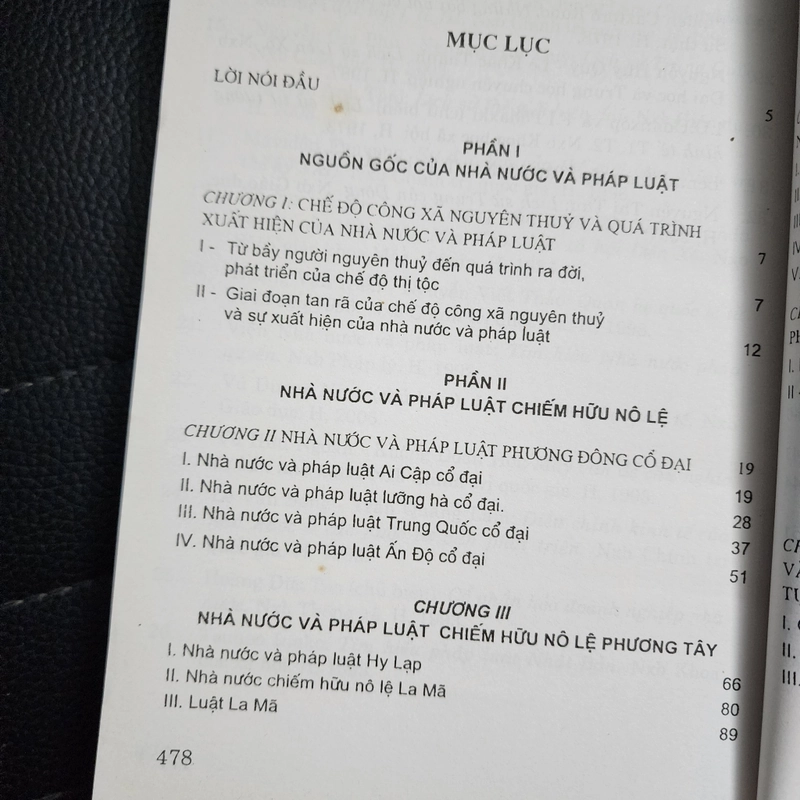 MỤC LỤC
LỜI NÓI ĐẦU 5
PHẦN I
NGUỒN GỐC CỦA NHÀ NƯỚC VÀ PHÁP LUẬT
CHƯƠNG I: CHẾ ĐỘ CÔNG XÃ NGUYÊN THUỶ VÀ QUÁ TRÌNH
XUẤT HIỆN CỦA NHÀ NƯỚC VÀ PHÁP LUẬT 7
I - Từ bầy người nguyên thuỷ đến quá trình ra đời,
phát triển của chế độ thị tộc 7
II - Giai đoạn tan rã của chế độ công xã nguyên thuỷ
và sự xuất hiện của nhà nước và pháp luật 12
PHẦN II
NHÀ NƯỚC VÀ PHÁP LUẬT CHIẾM HỮU NÔ LỆ
CHƯƠNG II NHÀ NƯỚC VÀ PHÁP LUẬT PHƯƠNG ĐÔNG CỔ ĐẠI 19
I. Nhà nước và pháp luật Ai Cập cổ đại 19
II. Nhà nước và pháp luật lưỡng hà cổ đại. 28
III. Nhà nước và pháp luật Trung Quốc cổ đại 37
IV. Nhà nước và pháp luật Ấn Độ cổ đại 51
CHƯƠNG III
NHÀ NƯỚC VÀ PHÁP LUẬT CHIẾM HỮU NÔ LỆ PHƯƠNG TÂY
I. Nhà nước và pháp luật Hy Lạp 66
II. Nhà nước chiếm hữu nô lệ La Mã 80
III. Luật La Mã 89
478